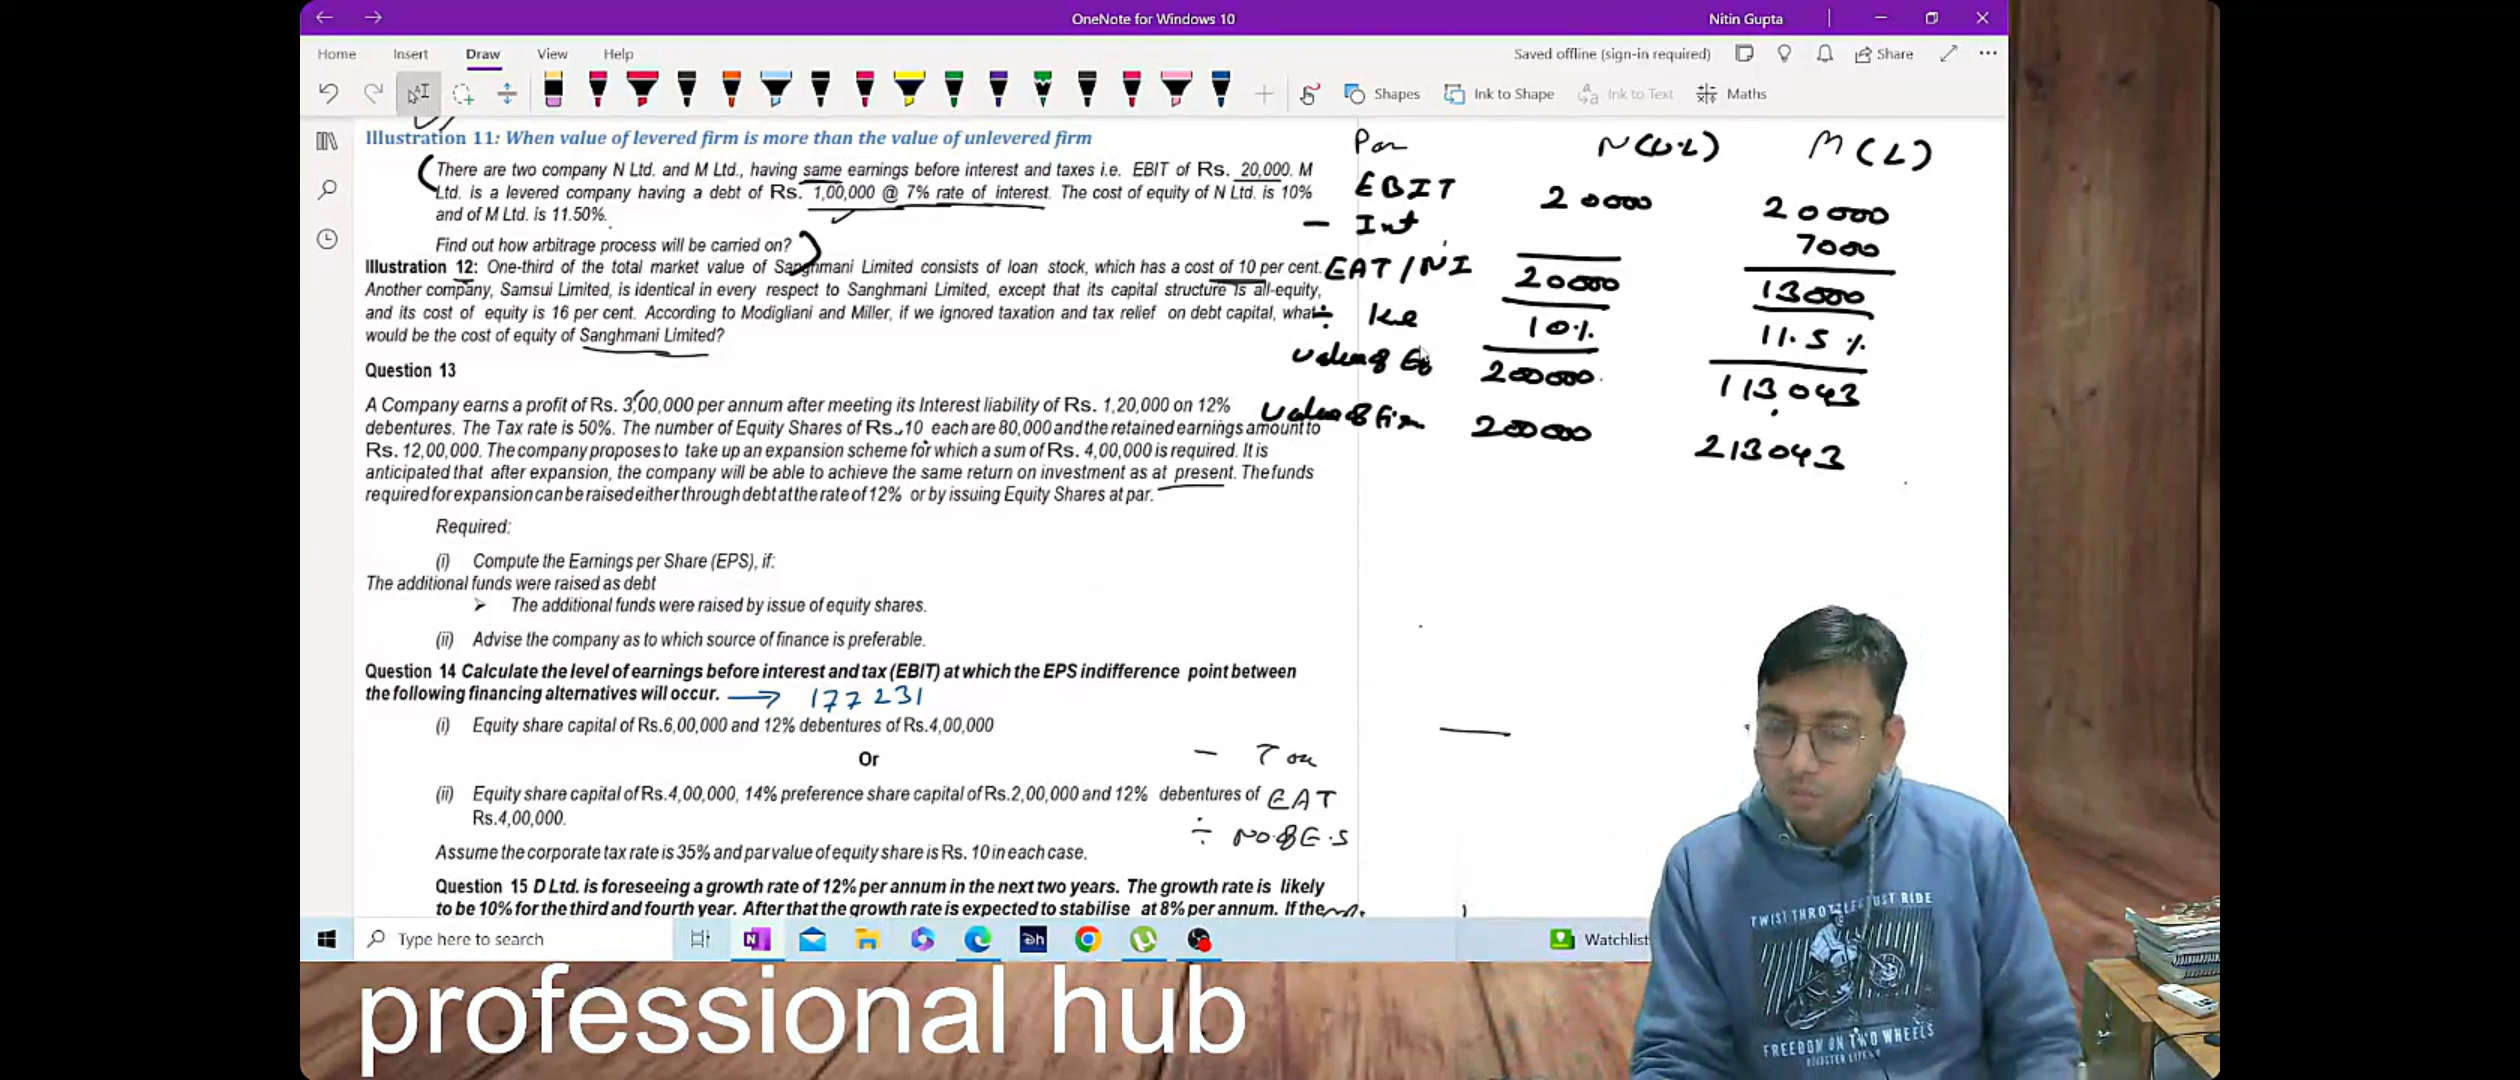 OneNote for Windows 10
Nitin Gupta
Home Insert Draw View Help
Saved offline (sign-in required)
Share
Shapes
Ink to Shape
Ink to Text
Maths
Illustration 11: When value of levered firm is more than the value of unlevered firm
There are two company N Ltd. and M Ltd., having same earnings before interest and taxes i.e. EBIT of Rs. 20,000. M
Ltd. is a levered company having a debt of Rs. 1,00,000 @ 7% rate of interest. The cost of equity of N Ltd. is 10%
and of M Ltd. is 11.50%.
Find out how arbitrage process will be carried on?
Illustration 12: One-third of the total market value of Sanghmani Limited consists of loan stock, which has a cost of 10 per cent.
Another company, Samsui Limited, is identical in every respect to Sanghmani Limited, except that its capital structure is all-equity,
and its cost of equity is 16 per cent. According to Modigliani and Miller, if we ignored taxation and tax relief on debt capital, what
would be the cost of equity of Sanghmani Limited?
Question 13
A Company earns a profit of Rs. 3,00,000 per annum after meeting its Interest liability of Rs. 1,20,000 on 12%
debentures. The Tax rate is 50%. The number of Equity Shares of Rs. 10 each are 80,000 and the retained earnings amount to
Rs. 12,00,000. The company proposes to take up an expansion scheme for which a sum of Rs. 4,00,000 is required. It is
anticipated that after expansion, the company will be able to achieve the same return on investment as at present. The funds
required for expansion can be raised either through debt at the rate of 12% or by issuing Equity Shares at par.
Required:
(i) Compute the Earnings per Share (EPS), if:
The additional funds were raised as debt
➤ The additional funds were raised by issue of equity shares.
(ii) Advise the company as to which source of finance is preferable.
Question 14 Calculate the level of earnings before interest and tax (EBIT) at which the EPS indifference point between
the following financing alternatives will occur. → 177231
(i) Equity share capital of Rs.6,00,000 and 12% debentures of Rs.4,00,000
Or
(ii) Equity share capital of Rs.4,00,000, 14% preference share capital of Rs.2,00,000 and 12% debentures of
Rs.4,00,000.
Assume the corporate tax rate is 35% and par value of equity share is Rs. 10 in each case.
Question 15 D Ltd. is foreseeing a growth rate of 12% per annum in the next two years. The growth rate is likely
to be 10% for the third and fourth year. After that the growth rate is expected to stabilise at 8% per annum. If the
Par N(U.L) M(L)
EBIT 20000 20000
- Int 7000
EAT/NI 20000 13000
÷ Ke 10% 11.5%
Value of Eq 200000 113043
Value of Firm 200000 213043
- Tax
EAT
÷ No. of E.S
Type here to search
Watchlist
TWIST THROTTLE JUST RIDE
FREEDOM ON TWO WHEELS
professional hub